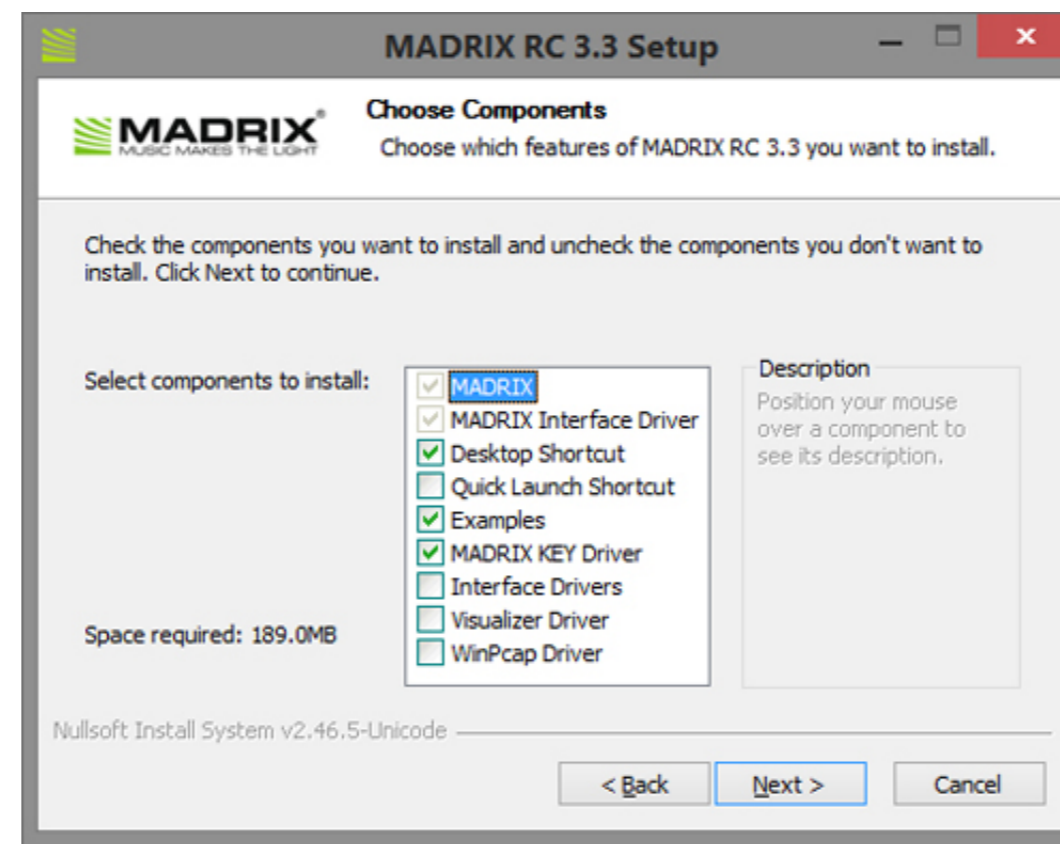 MADRIX RC 3.3 Setup
MADRIX®
MUSIC MAKES THE LIGHT
Choose Components
Choose which features of MADRIX RC 3.3 you want to install.
Check the components you want to install and uncheck the components you don't want to
install. Click Next to continue.
Select components to install:
MADRIX
MADRIX Interface Driver
Desktop Shortcut
Quick Launch Shortcut
Examples
MADRIX KEY Driver
Interface Drivers
Visualizer Driver
WinPcap Driver
Description
Position your mouse
over a component to
see its description.
Space required: 189.0MB
Nullsoft Install System v2.46.5-Unicode
< Back
Next >
Cancel